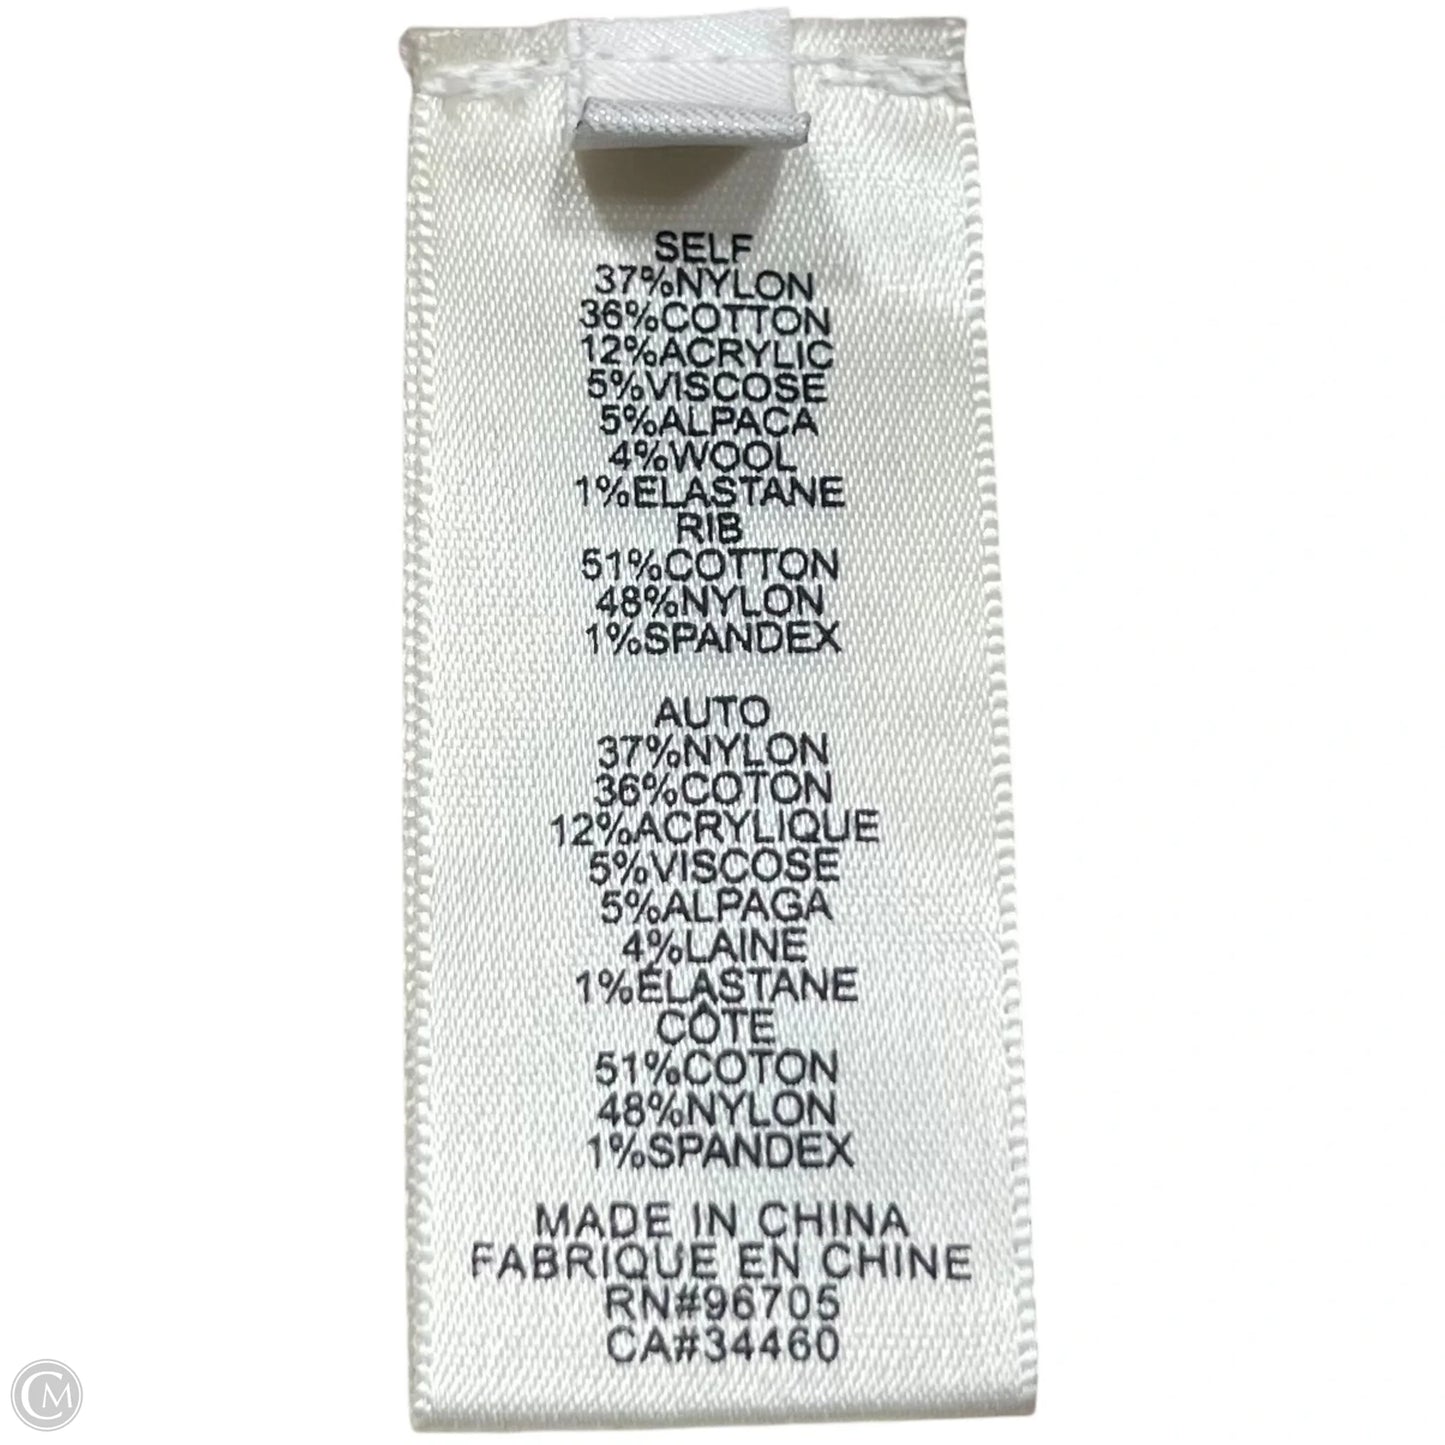 SELF
37%NYLON
36%COTTON
12%ACRYLIC
5%VISCOSE
5%ALPACA
4%WOOL
1%ELASTANE
RIB
51%COTTON
48%NYLON
1%SPANDEX
AUTO
37%NYLON
36%COTON
12%ACRYLIQUE
5%VISCOSE
5%ALPAGA
4%LAINE
1%ÉLASTANE
CÔTE
51%COTON
48%NYLON
1%SPANDEX
MADE IN CHINA
FABRIQUE EN CHINE
RN#96705
CA#34460
CM